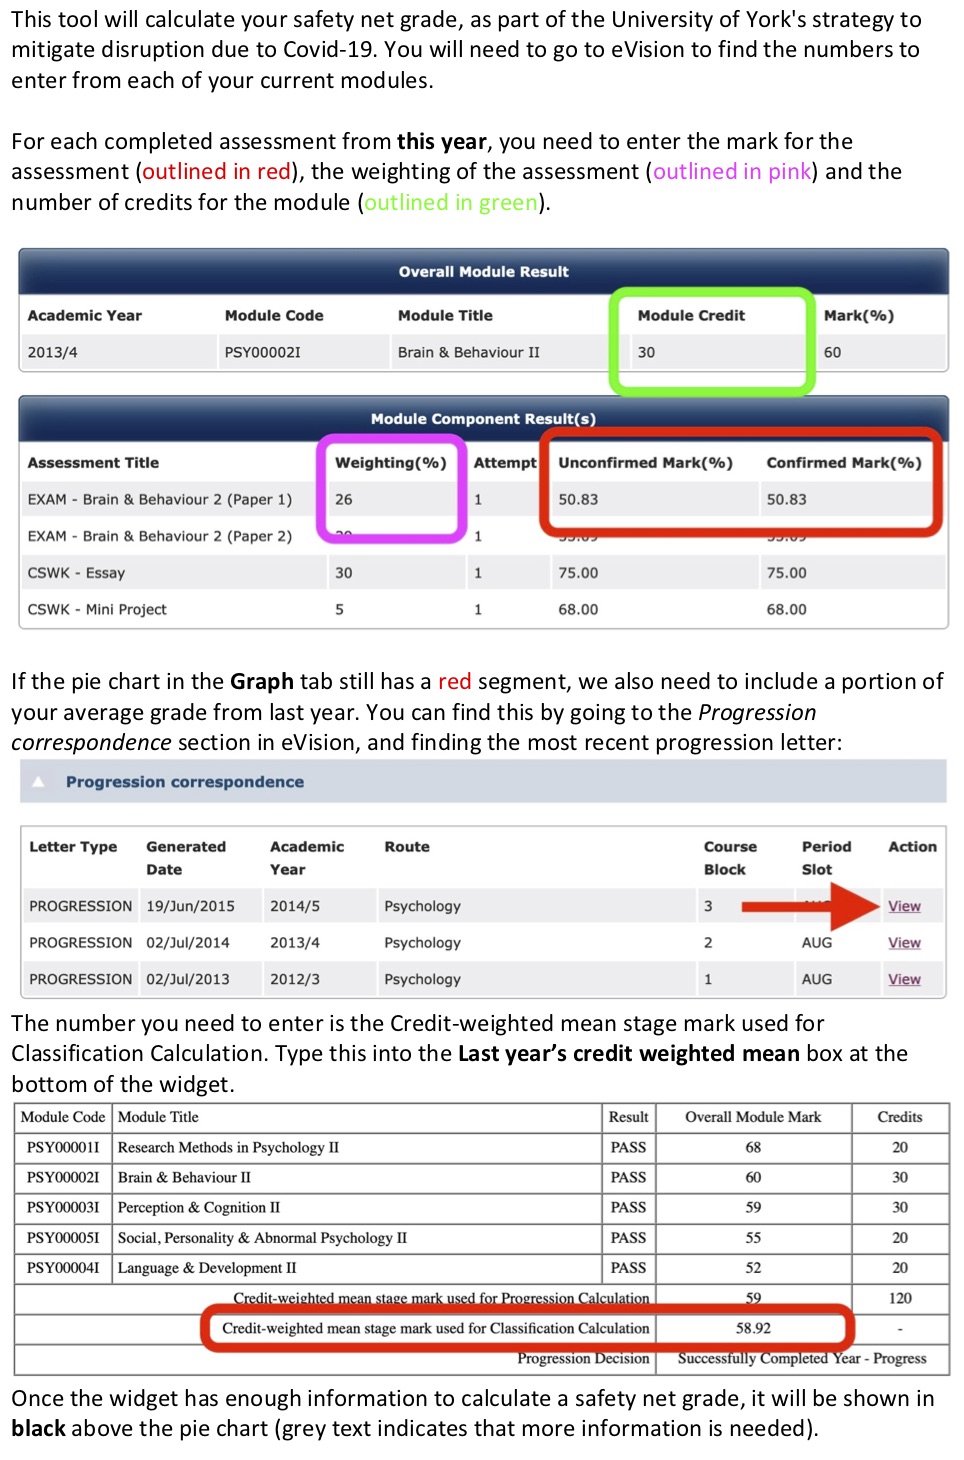 This tool will calculate your safety net grade, as part of the University of York's strategy to
mitigate disruption due to Covid-19. You will need to go to eVision to find the numbers to
enter from each of your current modules.
For each completed assessment from this year, you need to enter the mark for the
assessment (outlined in red), the weighting of the assessment (outlined in pink) and the
number of credits for the module (outlined in green).
Overall Module Result
Academic Year Module Code Module Title Module Credit Mark(%)
2013/4 PSY00002I Brain & Behaviour II 30 60
Module Component Result(s)
Assessment Title Weighting(%) Attempt Unconfirmed Mark(%) Confirmed Mark(%)
EXAM - Brain & Behaviour 2 (Paper 1) 26 1 50.83 50.83
EXAM - Brain & Behaviour 2 (Paper 2) 1
CSWK - Essay 30 1 75.00 75.00
CSWK - Mini Project 5 1 68.00 68.00
If the pie chart in the Graph tab still has a red segment, we also need to include a portion of
your average grade from last year. You can find this by going to the Progression
correspondence section in eVision, and finding the most recent progression letter:
Progression correspondence
Letter Type Generated Academic Route Course Period Action
Date Year Block Slot
PROGRESSION 19/Jun/2015 2014/5 Psychology 3 View
PROGRESSION 02/Jul/2014 2013/4 Psychology 2 AUG View
PROGRESSION 02/Jul/2013 2012/3 Psychology 1 AUG View
The number you need to enter is the Credit-weighted mean stage mark used for
Classification Calculation. Type this into the Last year’s credit weighted mean box at the
bottom of the widget.
Module Code Module Title Result Overall Module Mark Credits
PSY00001I Research Methods in Psychology II PASS 68 20
PSY00002I Brain & Behaviour II PASS 60 30
PSY00003I Perception & Cognition II PASS 59 30
PSY00005I Social, Personality & Abnormal Psychology II PASS 55 20
PSY00004I Language & Development II PASS 52 20
Credit-weighted mean stage mark used for Progression Calculation 59 120
Credit-weighted mean stage mark used for Classification Calculation 58.92 -
Progression Decision Successfully Completed Year - Progress
Once the widget has enough information to calculate a safety net grade, it will be shown in
black above the pie chart (grey text indicates that more information is needed).